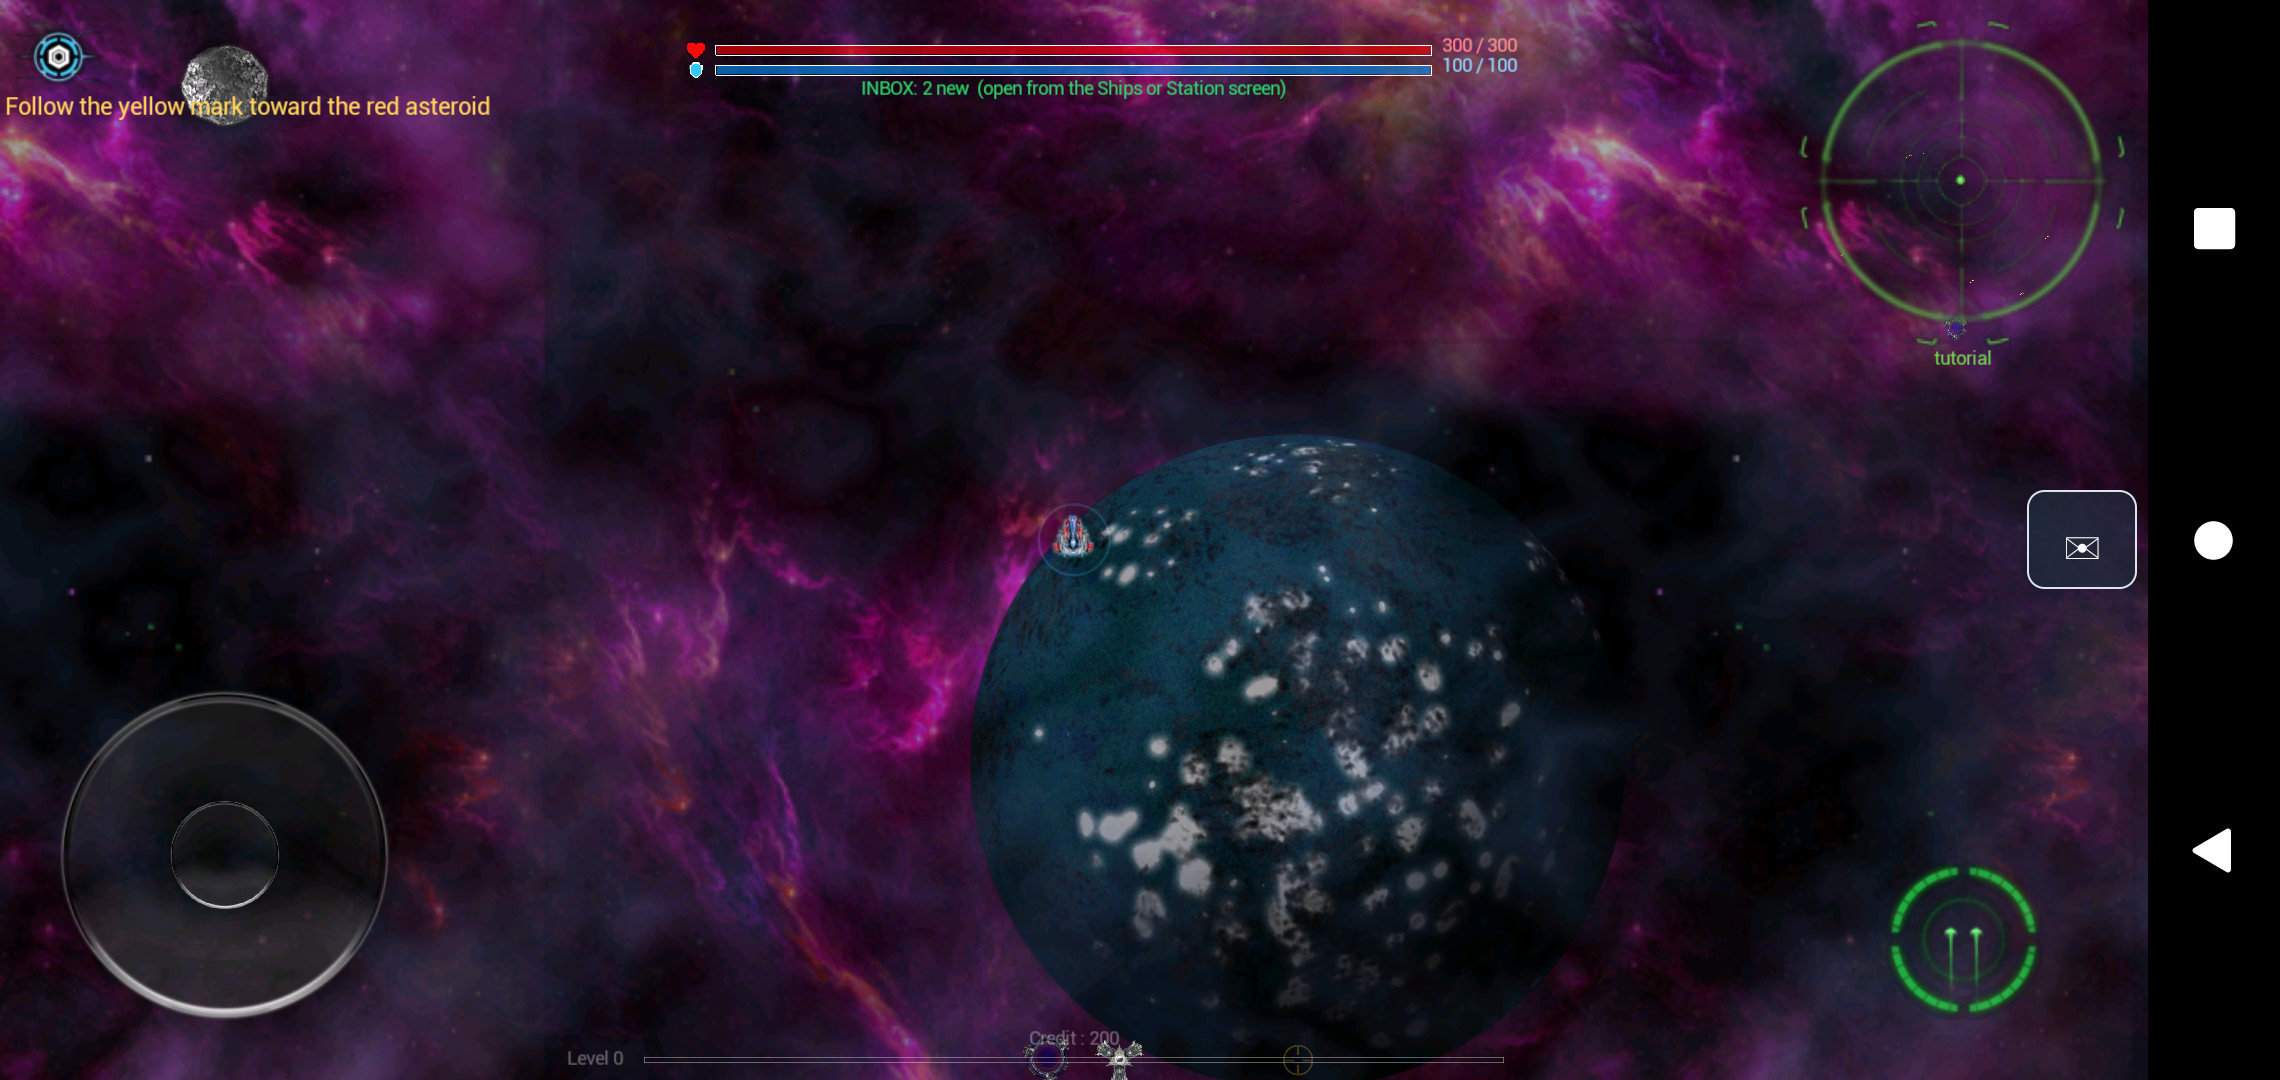 300 / 300
100 / 100
INBOX: 2 new (open from the Ships or Station screen)
Follow the yellow mark toward the red asteroid
tutorial
Credit : 200
Level 0